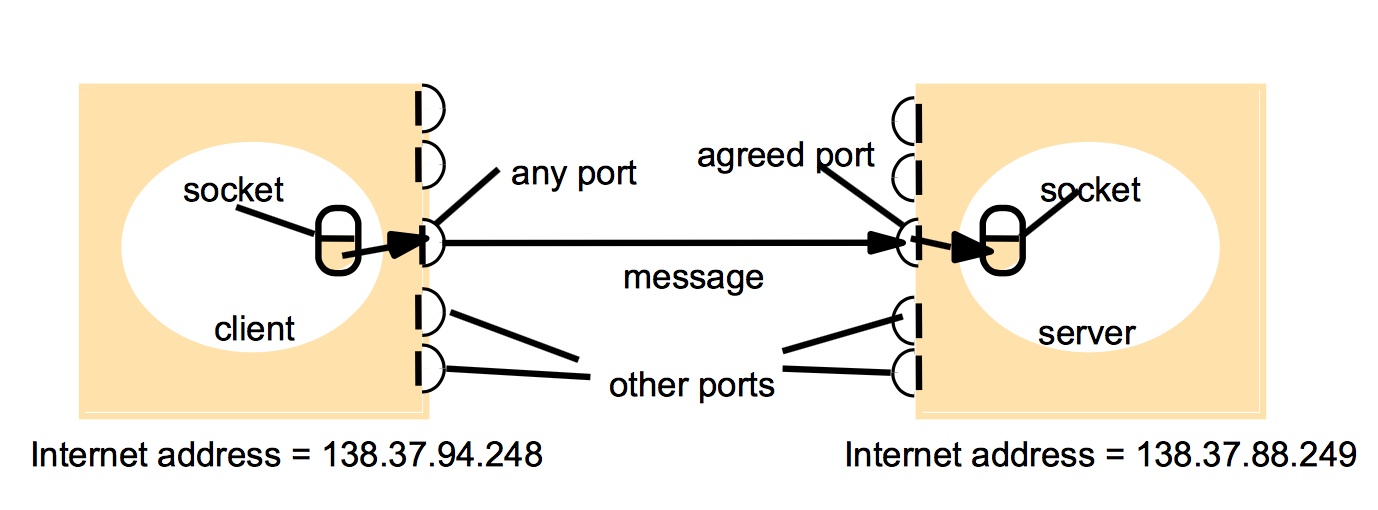 any port
agreed port
socket
socket
message
client
server
other ports
Internet address = 138.37.94.248
Internet address = 138.37.88.249